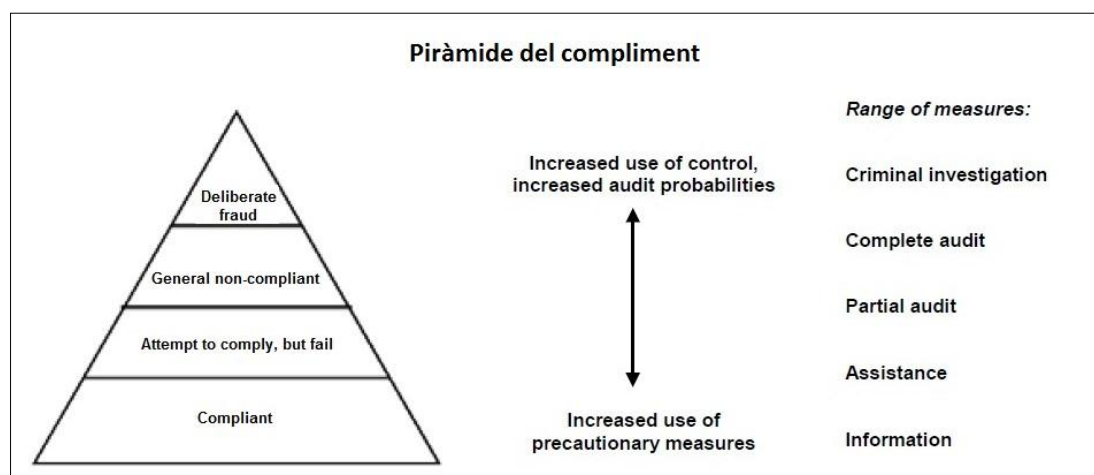 Piràmide del compliment
Deliberate
fraud
General non-compliant
Attempt to comply, but fail
Compliant
Increased use of control,
increased audit probabilities
Increased use of
precautionary measures
Range of measures:
Criminal investigation
Complete audit
Partial audit
Assistance
Information